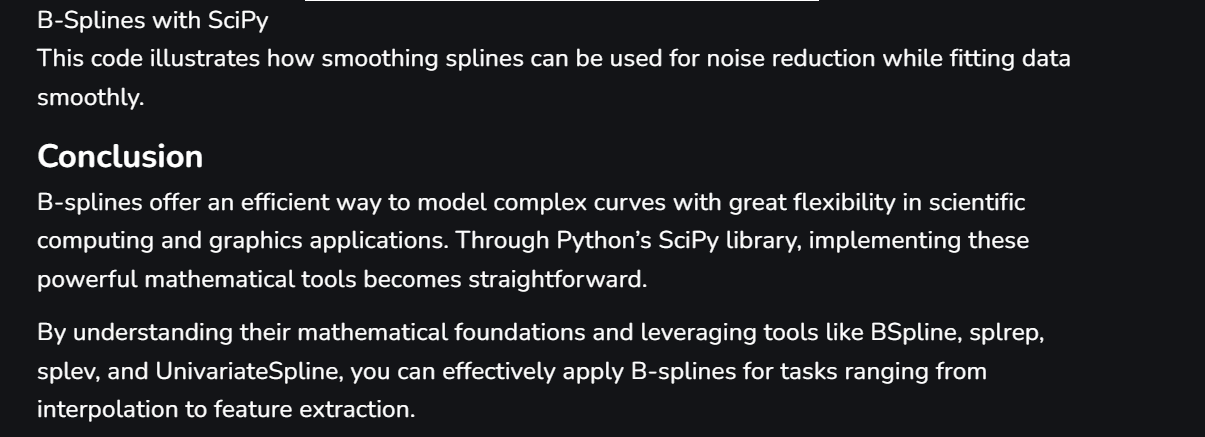 B-Splines with SciPy
This code illustrates how smoothing splines can be used for noise reduction while fitting data
smoothly.
Conclusion
B-splines offer an efficient way to model complex curves with great flexibility in scientific
computing and graphics applications. Through Python’s SciPy library, implementing these
powerful mathematical tools becomes straightforward.
By understanding their mathematical foundations and leveraging tools like BSpline, splrep,
splev, and UnivariateSpline, you can effectively apply B-splines for tasks ranging from
interpolation to feature extraction.